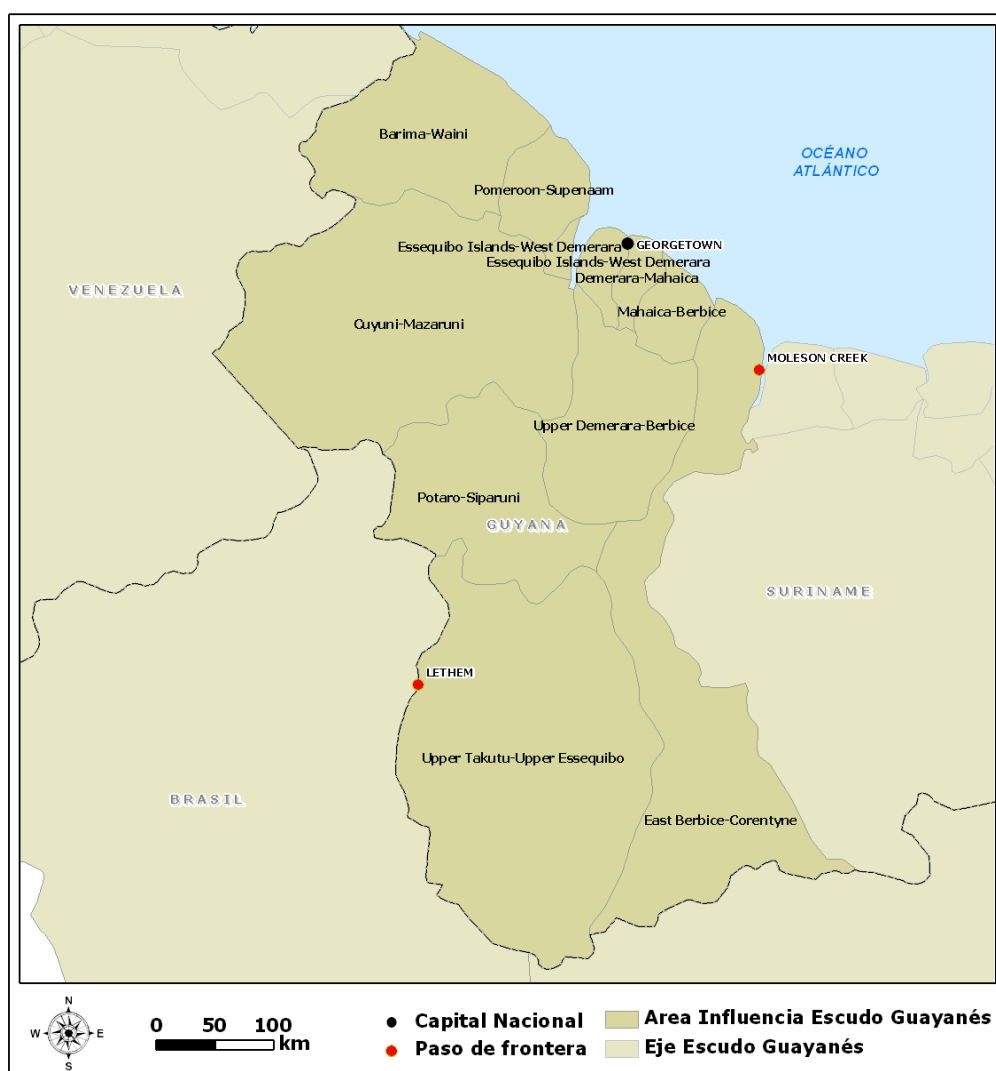 Barima-Waini
OCÉANO
ATLÁNTICO
Pomeroon-Supenaam
Essequibo Islands-West Demerara
GEORGETOWN
Essequibo Islands-West Demerara
Demerara-Mahaica
VENEZUELA
Cuyuni-Mazaruni
Mahaica-Berbice
MOLESON CREEK
Upper Demerara-Berbice
Potaro-Siparuni
GUYANA
SURINAME
LETHEM
Upper Takutu-Upper Essequibo
BRASIL
East Berbice-Corentyne
N
W
E
S
0 50 100
km
Capital Nacional
Paso de frontera
Area Influencia Escudo Guayanés
Eje Escudo Guayanés